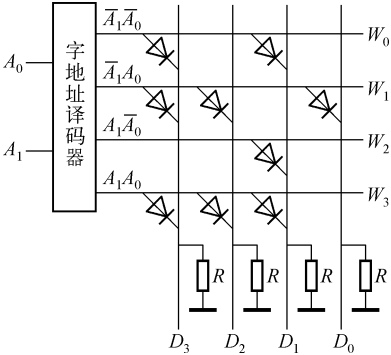 A̅₁A̅₀
W₀
A₀
A̅₁A₀
W₁
字地址译码器
A₁A̅₀
W₂
A₁
A₁A₀
W₃
R R R R
D₃ D₂ D₁ D₀